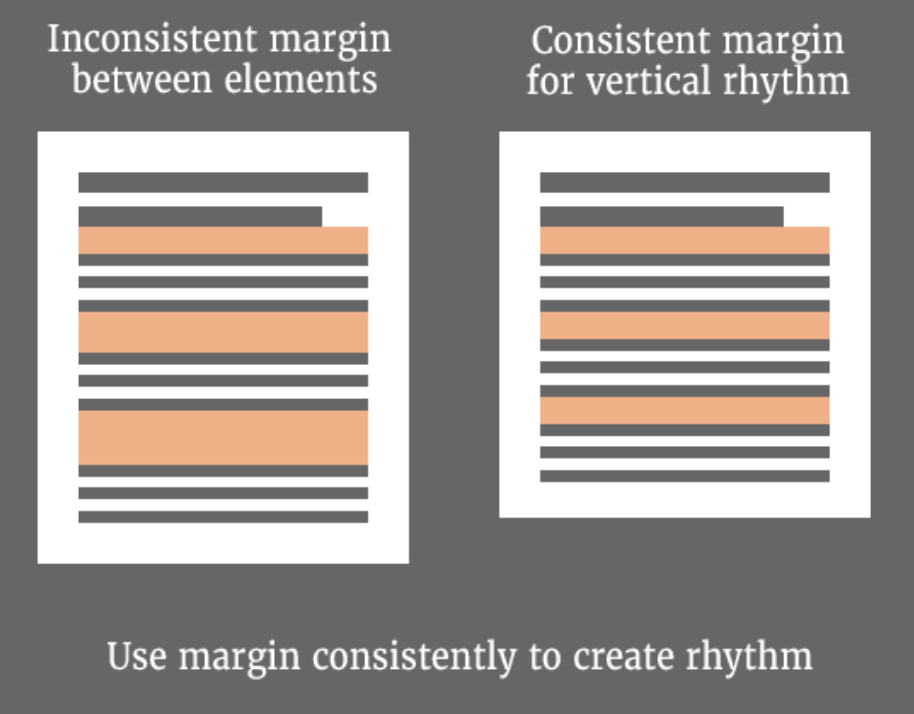 Inconsistent margin
between elements
Consistent margin
for vertical rhythm
Use margin consistently to create rhythm